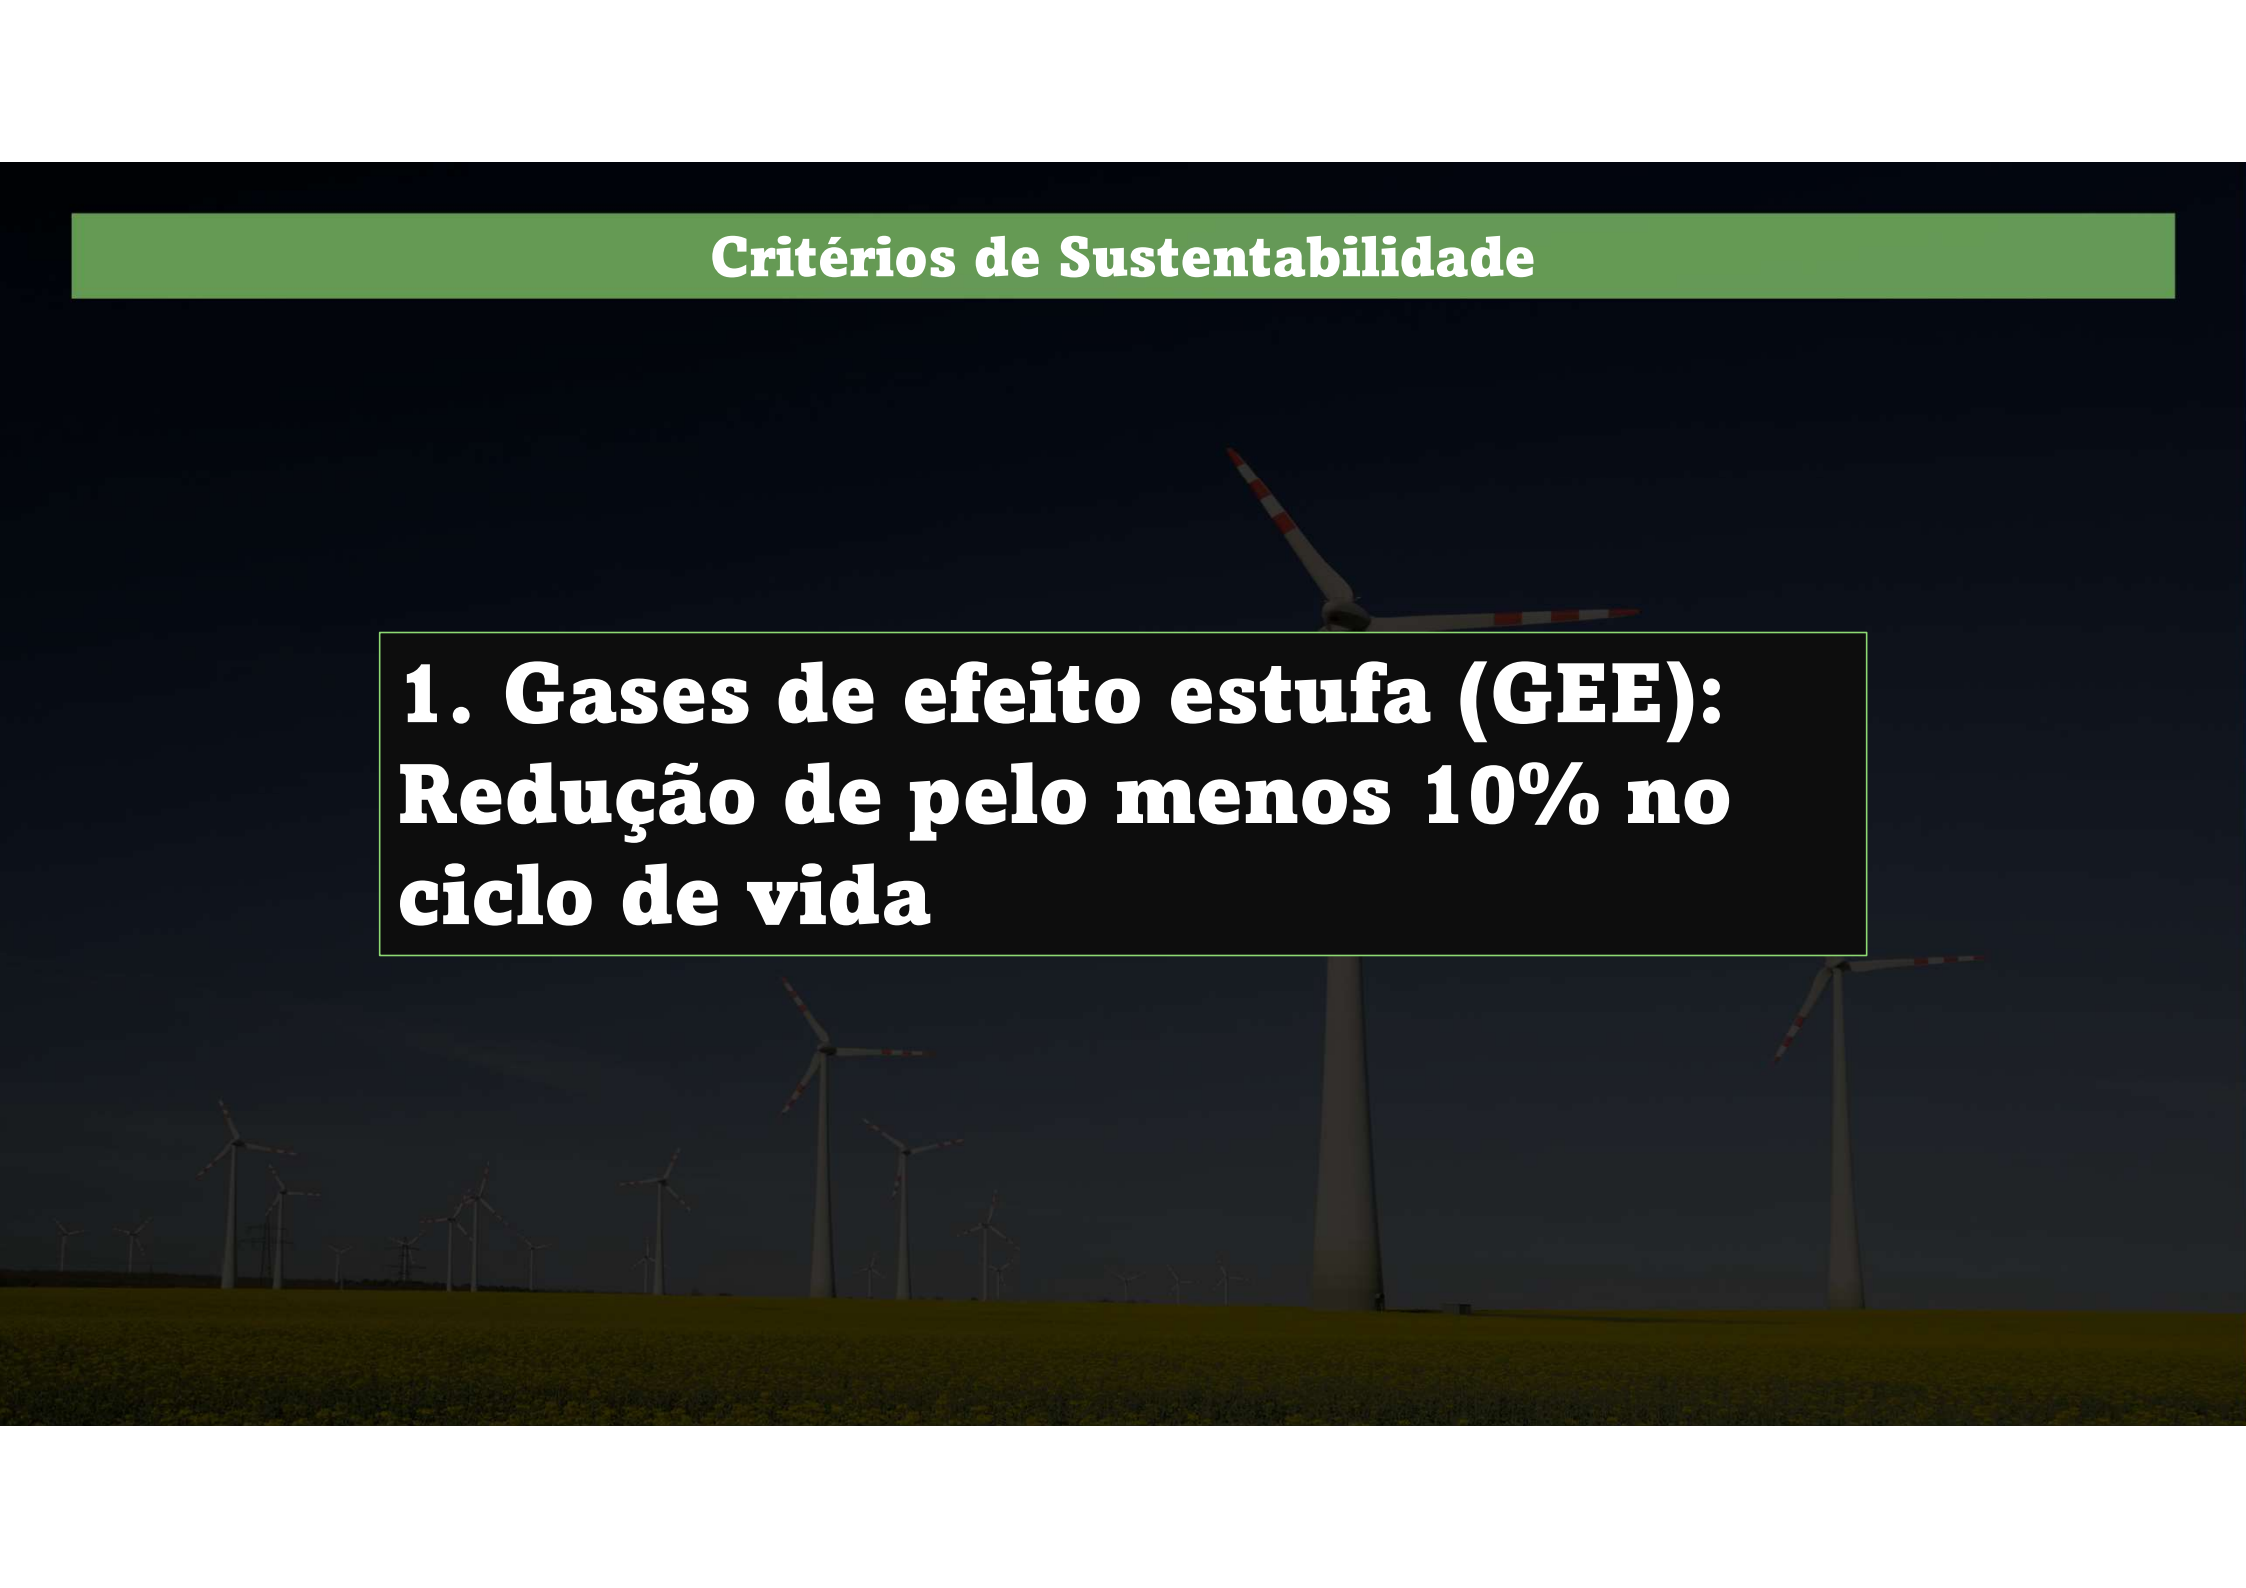 Critérios de Sustentabilidade
1. Gases de efeito estufa (GEE):
Redução de pelo menos 10% no
ciclo de vida